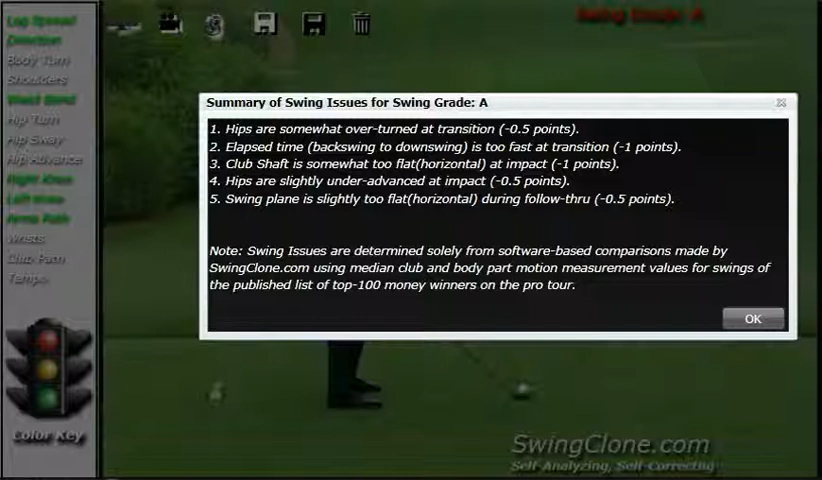 Leg Spread
Direction
Body Turn
Shoulders
Waist Bend
Hip Turn
Hip Sway
Hip Advance
Right Knee
Left Knee
Arms Path
Wrists
Club Path
Tempo
Color Key
Swing Grade: A
Summary of Swing Issues for Swing Grade: A
1. Hips are somewhat over-turned at transition (-0.5 points).
2. Elapsed time (backswing to downswing) is too fast at transition (-1 points).
3. Club Shaft is somewhat too flat(horizontal) at impact (-1 points).
4. Hips are slightly under-advanced at impact (-0.5 points).
5. Swing plane is slightly too flat(horizontal) during follow-thru (-0.5 points).
Note: Swing Issues are determined solely from software-based comparisons made by
SwingClone.com using median club and body part motion measurement values for swings of
the published list of top-100 money winners on the pro tour.
OK
SwingClone.com
Self-Analyzing, Self-Correcting